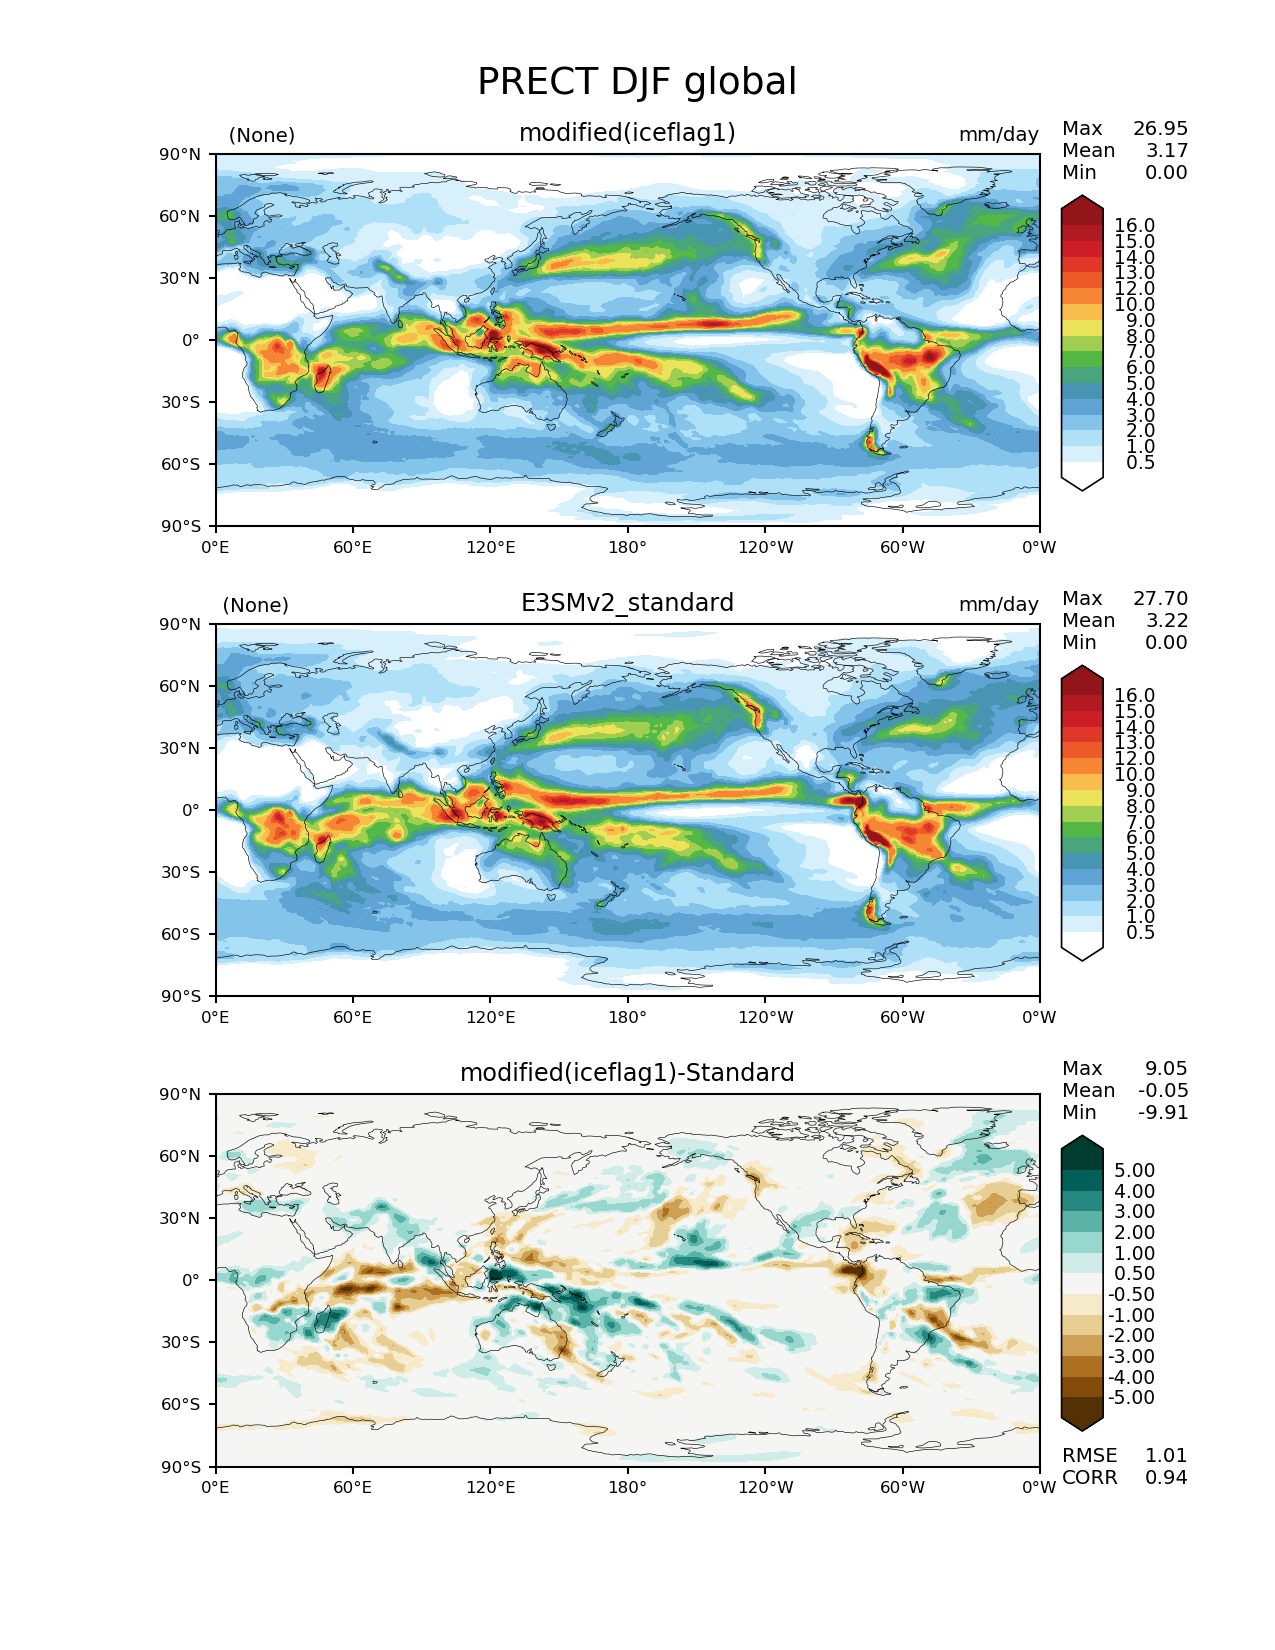 PRECT DJF global
(None) modified(iceflag1) mm/day
Max 26.95
Mean 3.17
Min 0.00
90°N
60°N
30°N
0°
30°S
60°S
90°S
0°E 60°E 120°E 180° 120°W 60°W 0°W
16.0
15.0
14.0
13.0
12.0
10.0
9.0
8.0
7.0
6.0
5.0
4.0
3.0
2.0
1.0
0.5
(None) E3SMv2_standard mm/day
Max 27.70
Mean 3.22
Min 0.00
90°N
60°N
30°N
0°
30°S
60°S
90°S
0°E 60°E 120°E 180° 120°W 60°W 0°W
16.0
15.0
14.0
13.0
12.0
10.0
9.0
8.0
7.0
6.0
5.0
4.0
3.0
2.0
1.0
0.5
modified(iceflag1)-Standard
Max 9.05
Mean -0.05
Min -9.91
90°N
60°N
30°N
0°
30°S
60°S
90°S
0°E 60°E 120°E 180° 120°W 60°W 0°W
5.00
4.00
3.00
2.00
1.00
0.50
-0.50
-1.00
-2.00
-3.00
-4.00
-5.00
RMSE 1.01
CORR 0.94